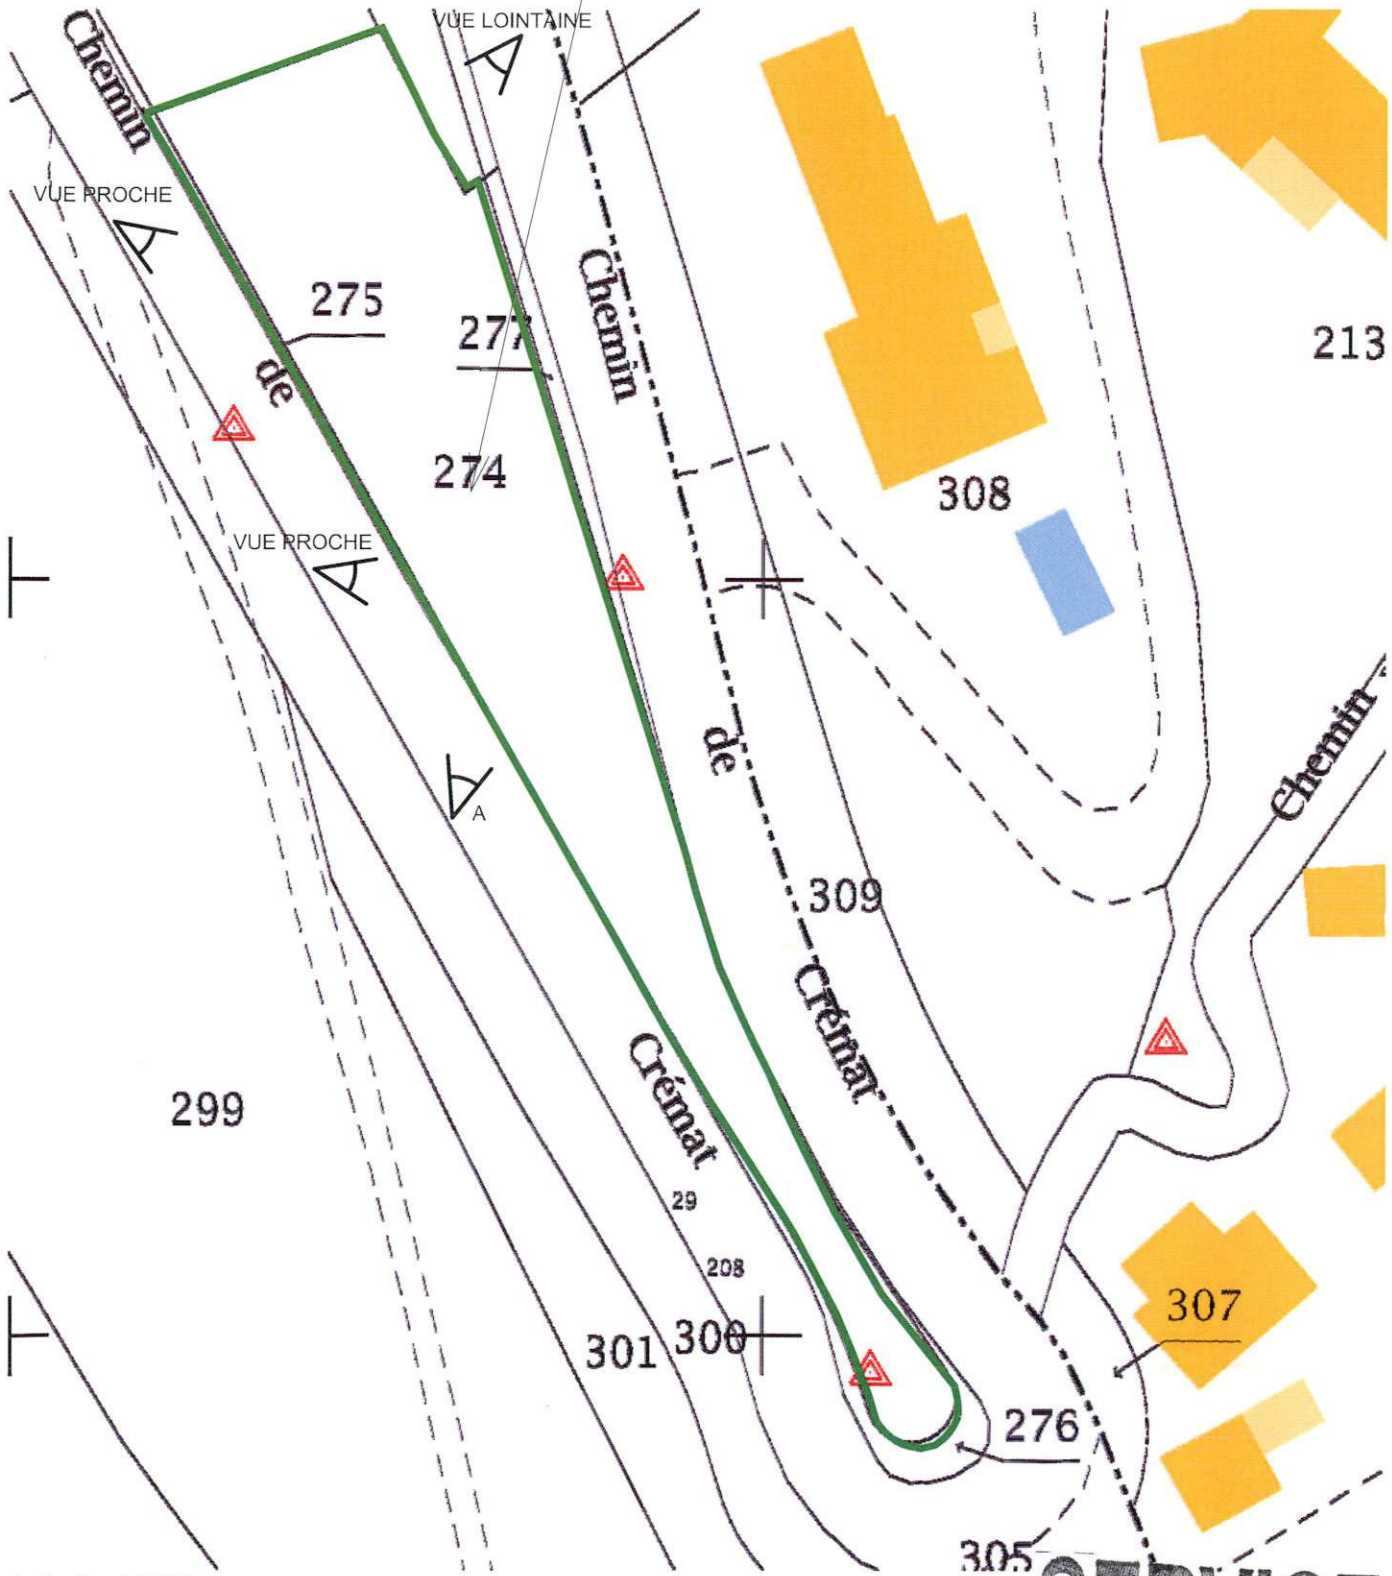 VUE LOINTAINE
Chemin
VUE PROCHE
275
277
Chemin
213
de
274
308
VUE PROCHE
de
Chemin
A
309
Crémat
Crémat
299
29
208
307
301
300
276
305